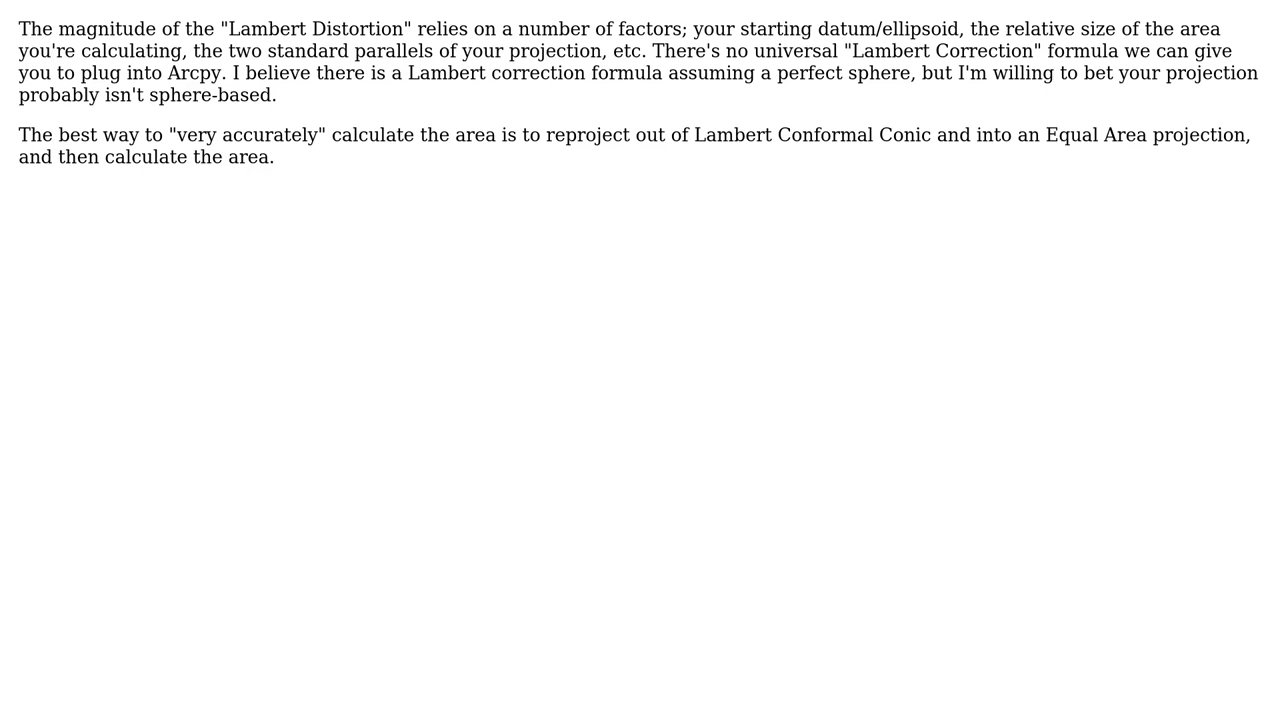 The magnitude of the "Lambert Distortion" relies on a number of factors; your starting datum/ellipsoid, the relative size of the area
you're calculating, the two standard parallels of your projection, etc. There's no universal "Lambert Correction" formula we can give
you to plug into Arcpy. I believe there is a Lambert correction formula assuming a perfect sphere, but I'm willing to bet your projection
probably isn't sphere-based.
The best way to "very accurately" calculate the area is to reproject out of Lambert Conformal Conic and into an Equal Area projection,
and then calculate the area.